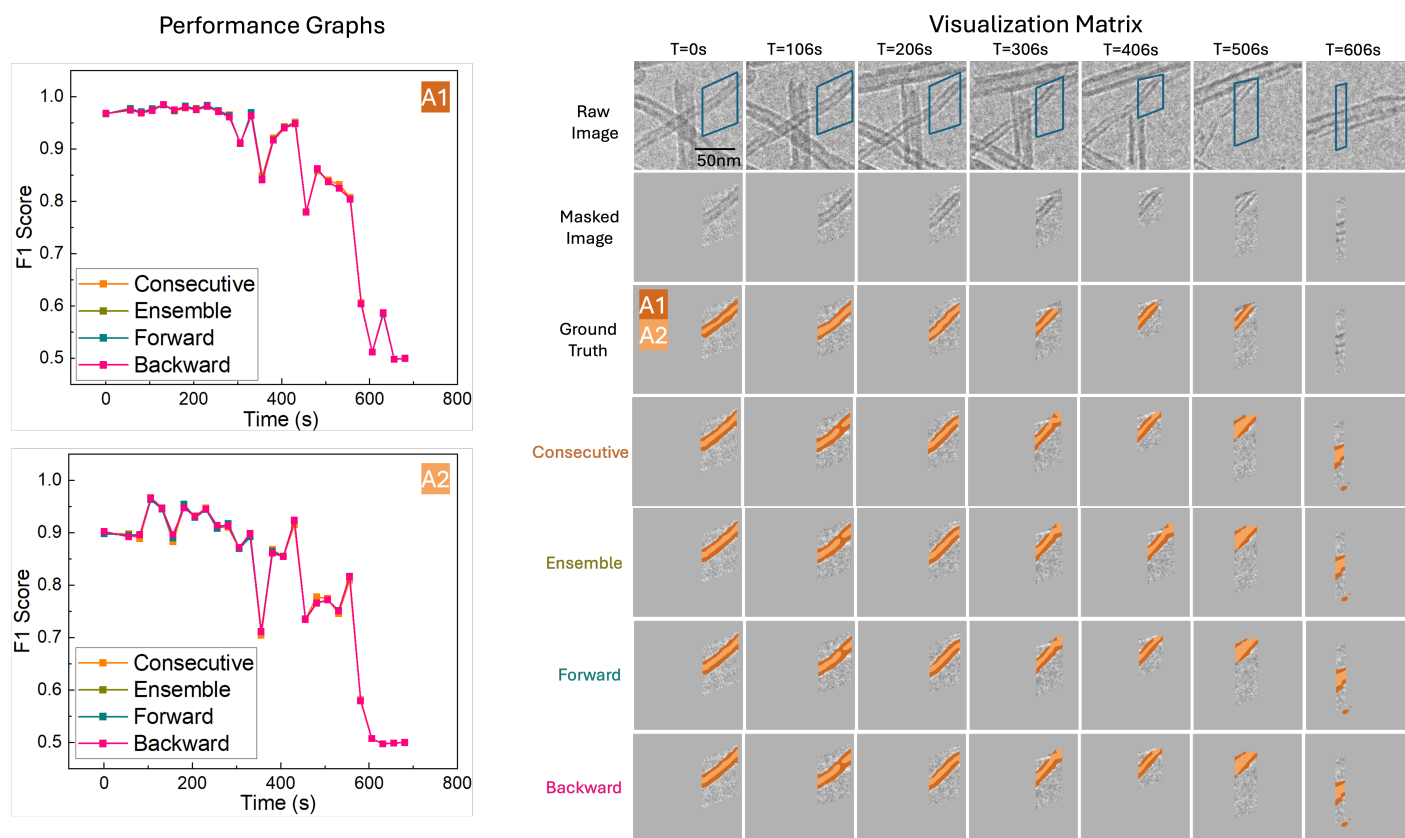 Performance Graphs
1.0
0.9
0.8
0.7
0.6
0.5
F1 Score
A1
Consecutive
Ensemble
Forward
Backward
0
200
400
600
800
Time (s)
1.0
0.9
0.8
0.7
0.6
0.5
F1 Score
A2
Consecutive
Ensemble
Forward
Backward
0
200
400
600
800
Time (s)
Visualization Matrix
T=0s
T=106s
T=206s
T=306s
T=406s
T=506s
T=606s
Raw
Image
50nm
Masked
Image
Ground
Truth
A1
A2
Consecutive
Ensemble
Forward
Backward